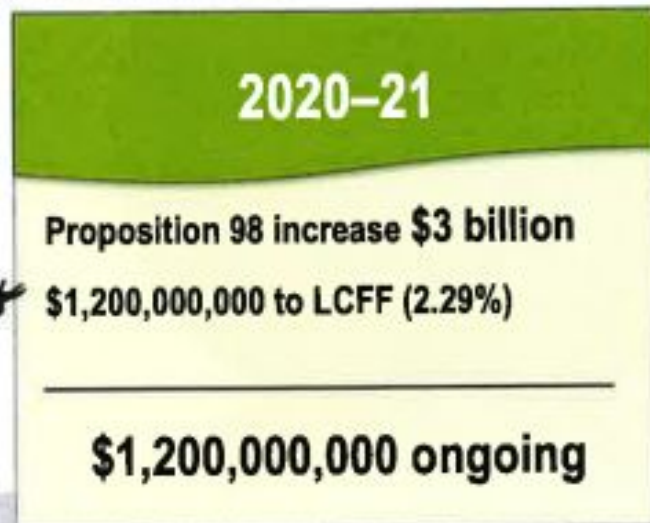 2020–21
Proposition 98 increase $3 billion
$1,200,000,000 to LCFF (2.29%)
$1,200,000,000 ongoing